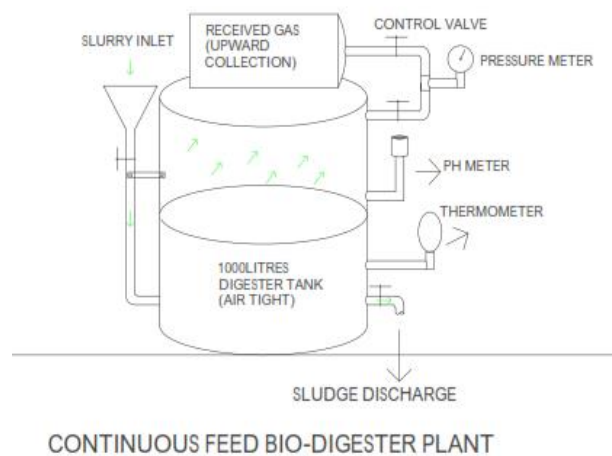 SLURRY INLET
RECEIVED GAS
(UPWARD
COLLECTION)
CONTROL VALVE
PRESSURE METER
PH METER
THERMOMETER
1000LITRES
DIGESTER TANK
(AIR TIGHT)
SLUDGE DISCHARGE
CONTINUOUS FEED BIO-DIGESTER PLANT